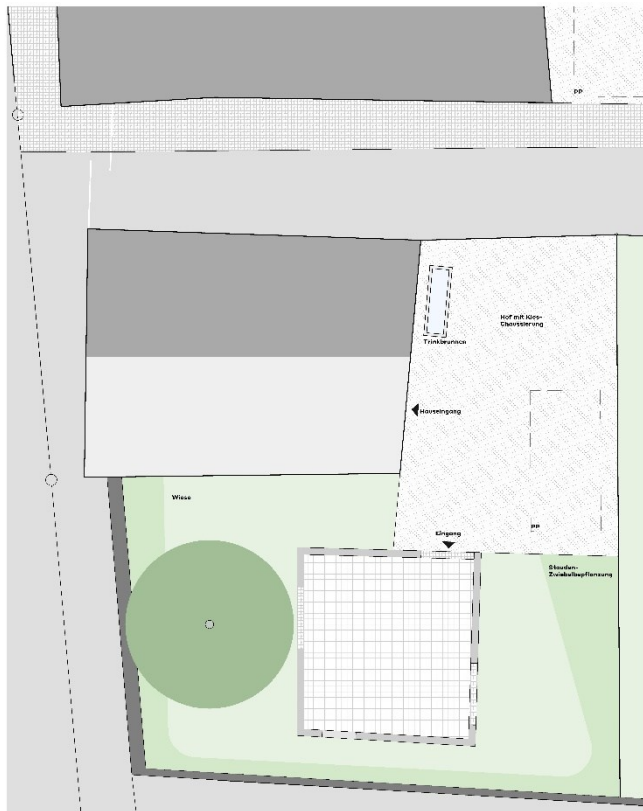 PP
Hof mit Kies-
Chaussierung
Trinkbrunnen
Hauseingang
Wiese
PP
Eingang
Stauden-
Zwiebelbepflanzung